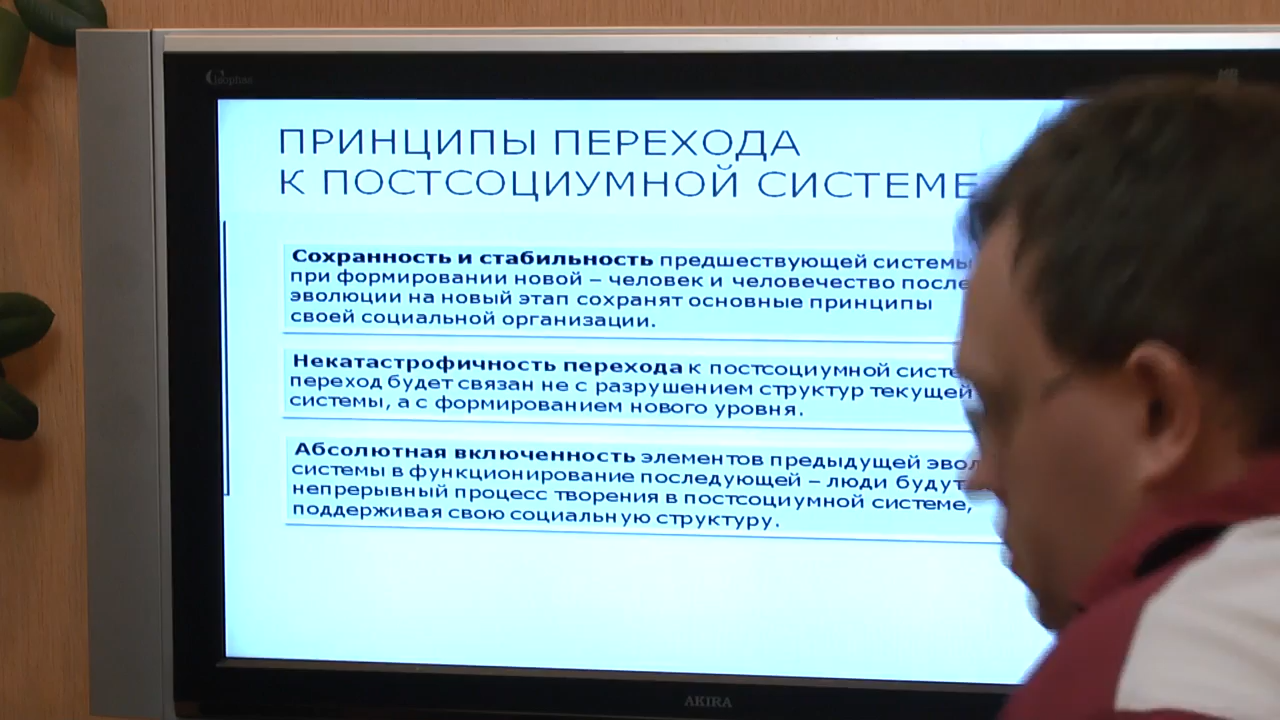 ПРИНЦИПЫ ПЕРЕХОДА
К ПОСТСОЦИУМНОЙ СИСТЕМЕ
Сохранность и стабильность предшествующей системы
при формировании новой – человек и человечество после
эволюции на новый этап сохранят основные принципы
своей социальной организации.
Некатастрофичность перехода к постсоциумной систе
переход будет связан не с разрушением структур текущей
системы, а с формированием нового уровня.
Абсолютная включенность элементов предыдущей эвол
системы в функционирование последующей – люди будут
непрерывный процесс творения в постсоциумной системе,
поддерживая свою социальную структуру.
AKIRA